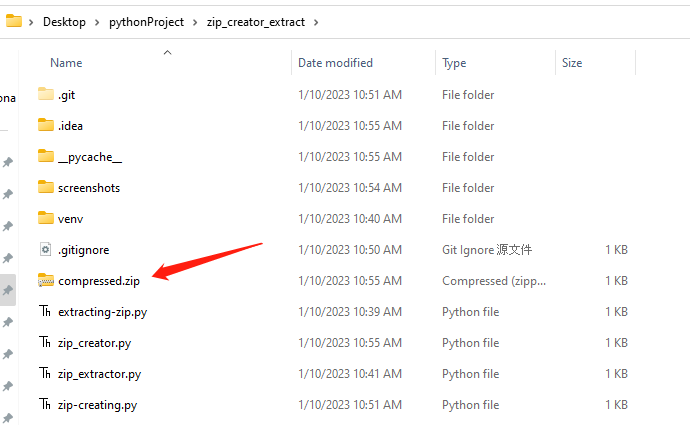 Desktop > pythonProject > zip_creator_extract >
Name Date modified Type Size
ona
.git 1/10/2023 10:51 AM File folder
.idea 1/10/2023 10:55 AM File folder
__pycache__ 1/10/2023 10:55 AM File folder
screenshots 1/10/2023 10:54 AM File folder
venv 1/10/2023 10:40 AM File folder
.gitignore 1/10/2023 10:50 AM Git Ignore 源文件 1 KB
compressed.zip 1/10/2023 10:55 AM Compressed (zipp... 1 KB
Th extracting-zip.py 1/10/2023 10:39 AM Python file 1 KB
Th zip_creator.py 1/10/2023 10:55 AM Python file 1 KB
Th zip_extractor.py 1/10/2023 10:41 AM Python file 1 KB
Th zip-creating.py 1/10/2023 10:51 AM Python file 1 KB